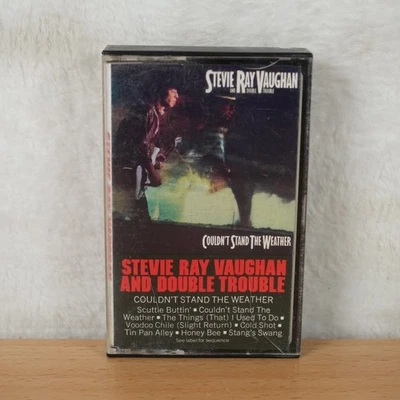 STEVIE RAY VAUGHAN
AND DOUBLE TROUBLE
COULDN'T STAND THE WEATHER
STEVIE RAY VAUGHAN
AND DOUBLE TROUBLE
COULDN'T STAND THE WEATHER
Scuttle Buttin' • Couldn't Stand The
Weather • The Things (That) I Used To Do •
Voodoo Chile (Slight Return) • Cold Shot •
Tin Pan Alley • Honey Bee • Stang's Swang
See label for sequence